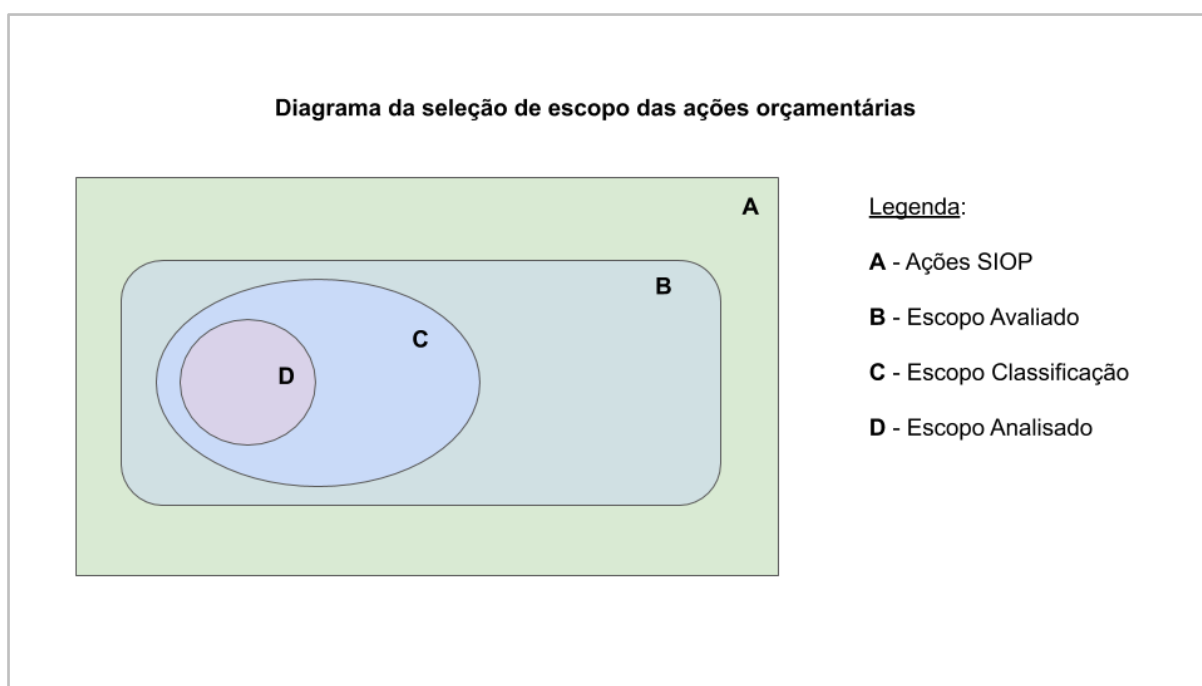 Diagrama da seleção de escopo das ações orçamentárias
A
B
C
D
Legenda:
A - Ações SIOP
B - Escopo Avaliado
C - Escopo Classificação
D - Escopo Analisado